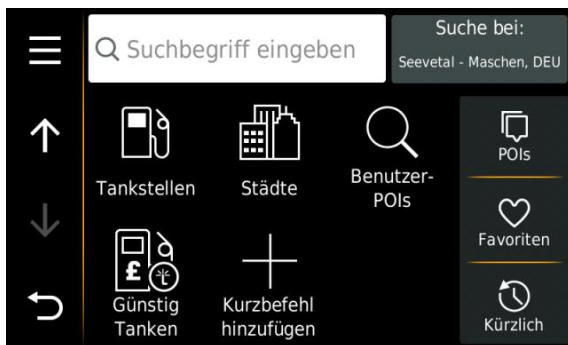 Suchbegriff eingeben
Suche bei:
Seevetal - Maschen, DEU
Tankstellen
Städte
Benutzer-
POIs
POIs
Favoriten
£
Günstig
Tanken
Kurzbefehl
hinzufügen
Kürzlich